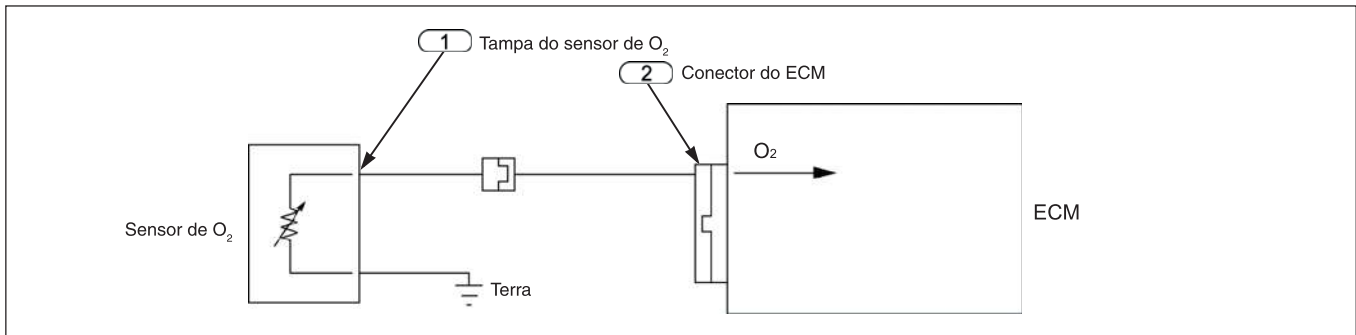 1 Tampa do sensor de O₂
2 Conector do ECM
O₂
ECM
Sensor de O₂
Terra